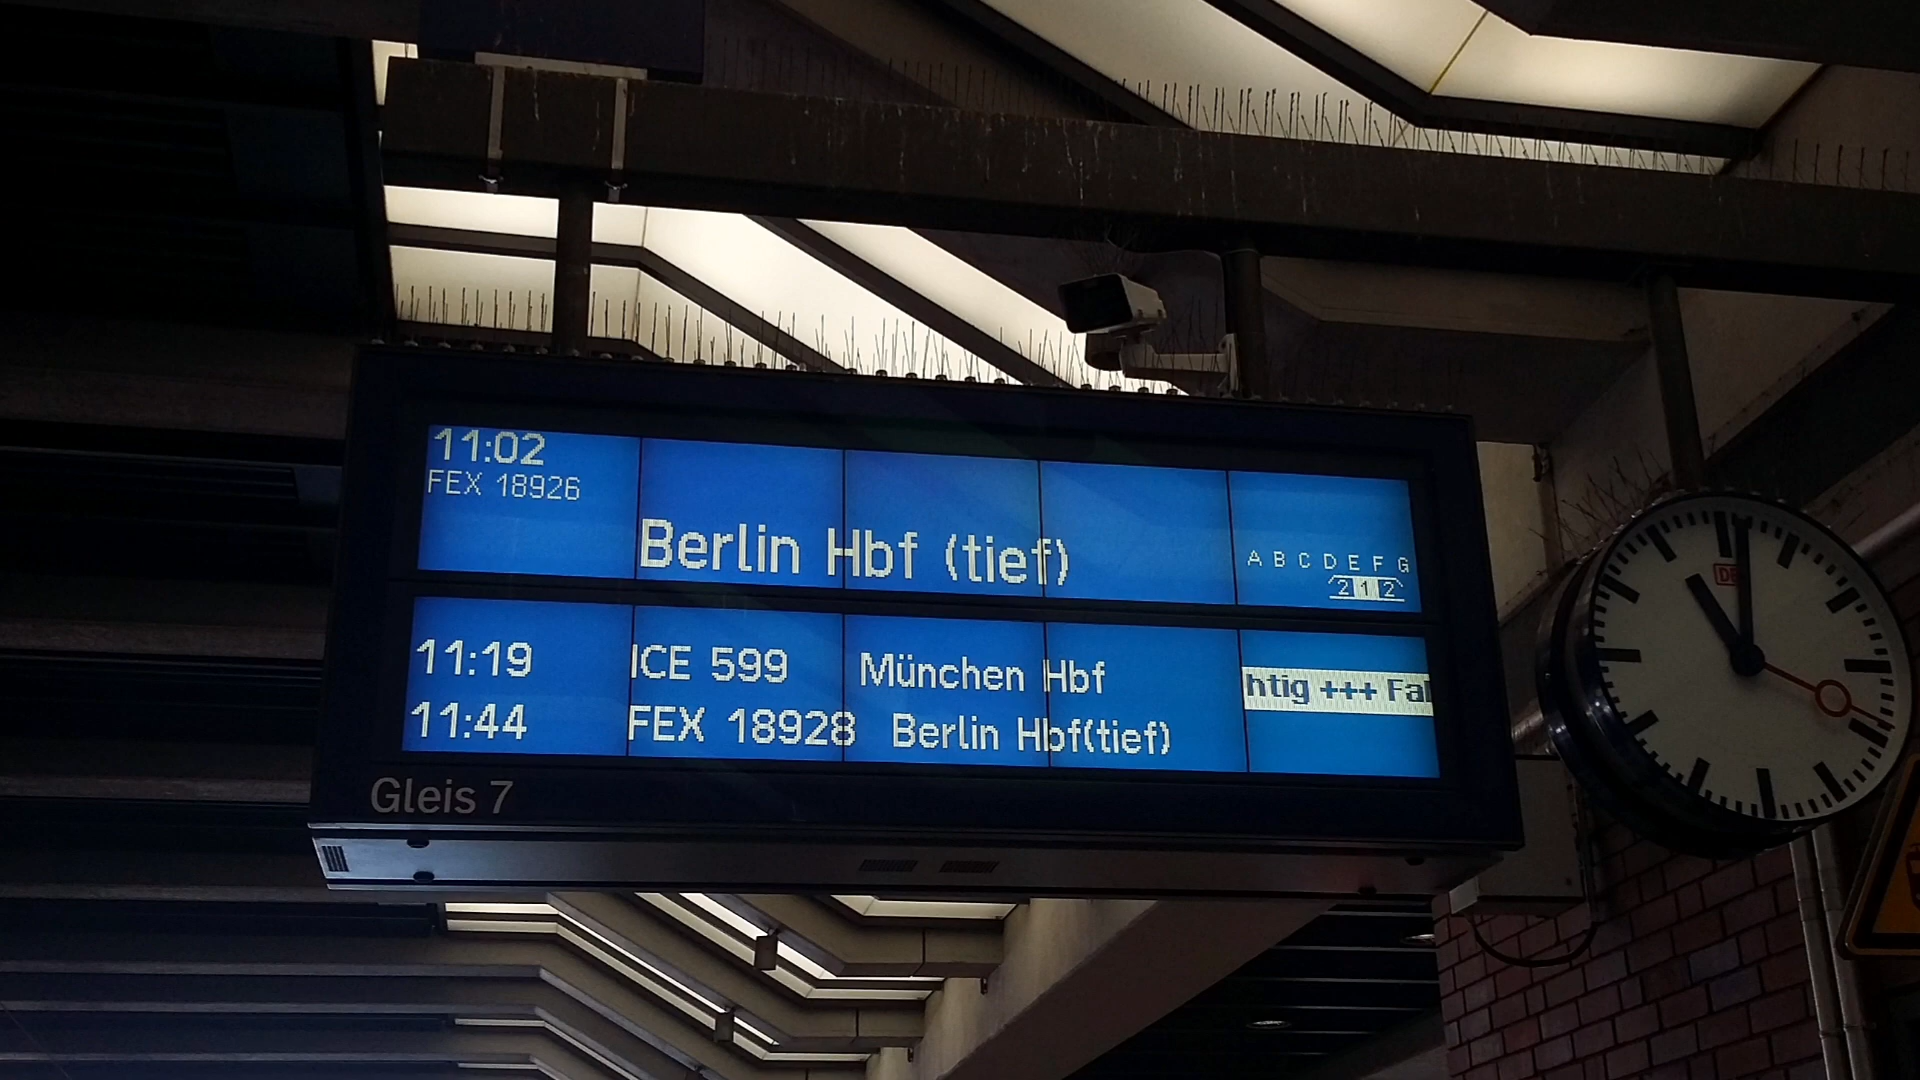 11:02
FEX 18926
Berlin Hbf (tief)
A B C D E F G
2 1 2
11:19 ICE 599 München Hbf
htig +++ Fal
11:44 FEX 18928 Berlin Hbf(tief)
Gleis 7
DB